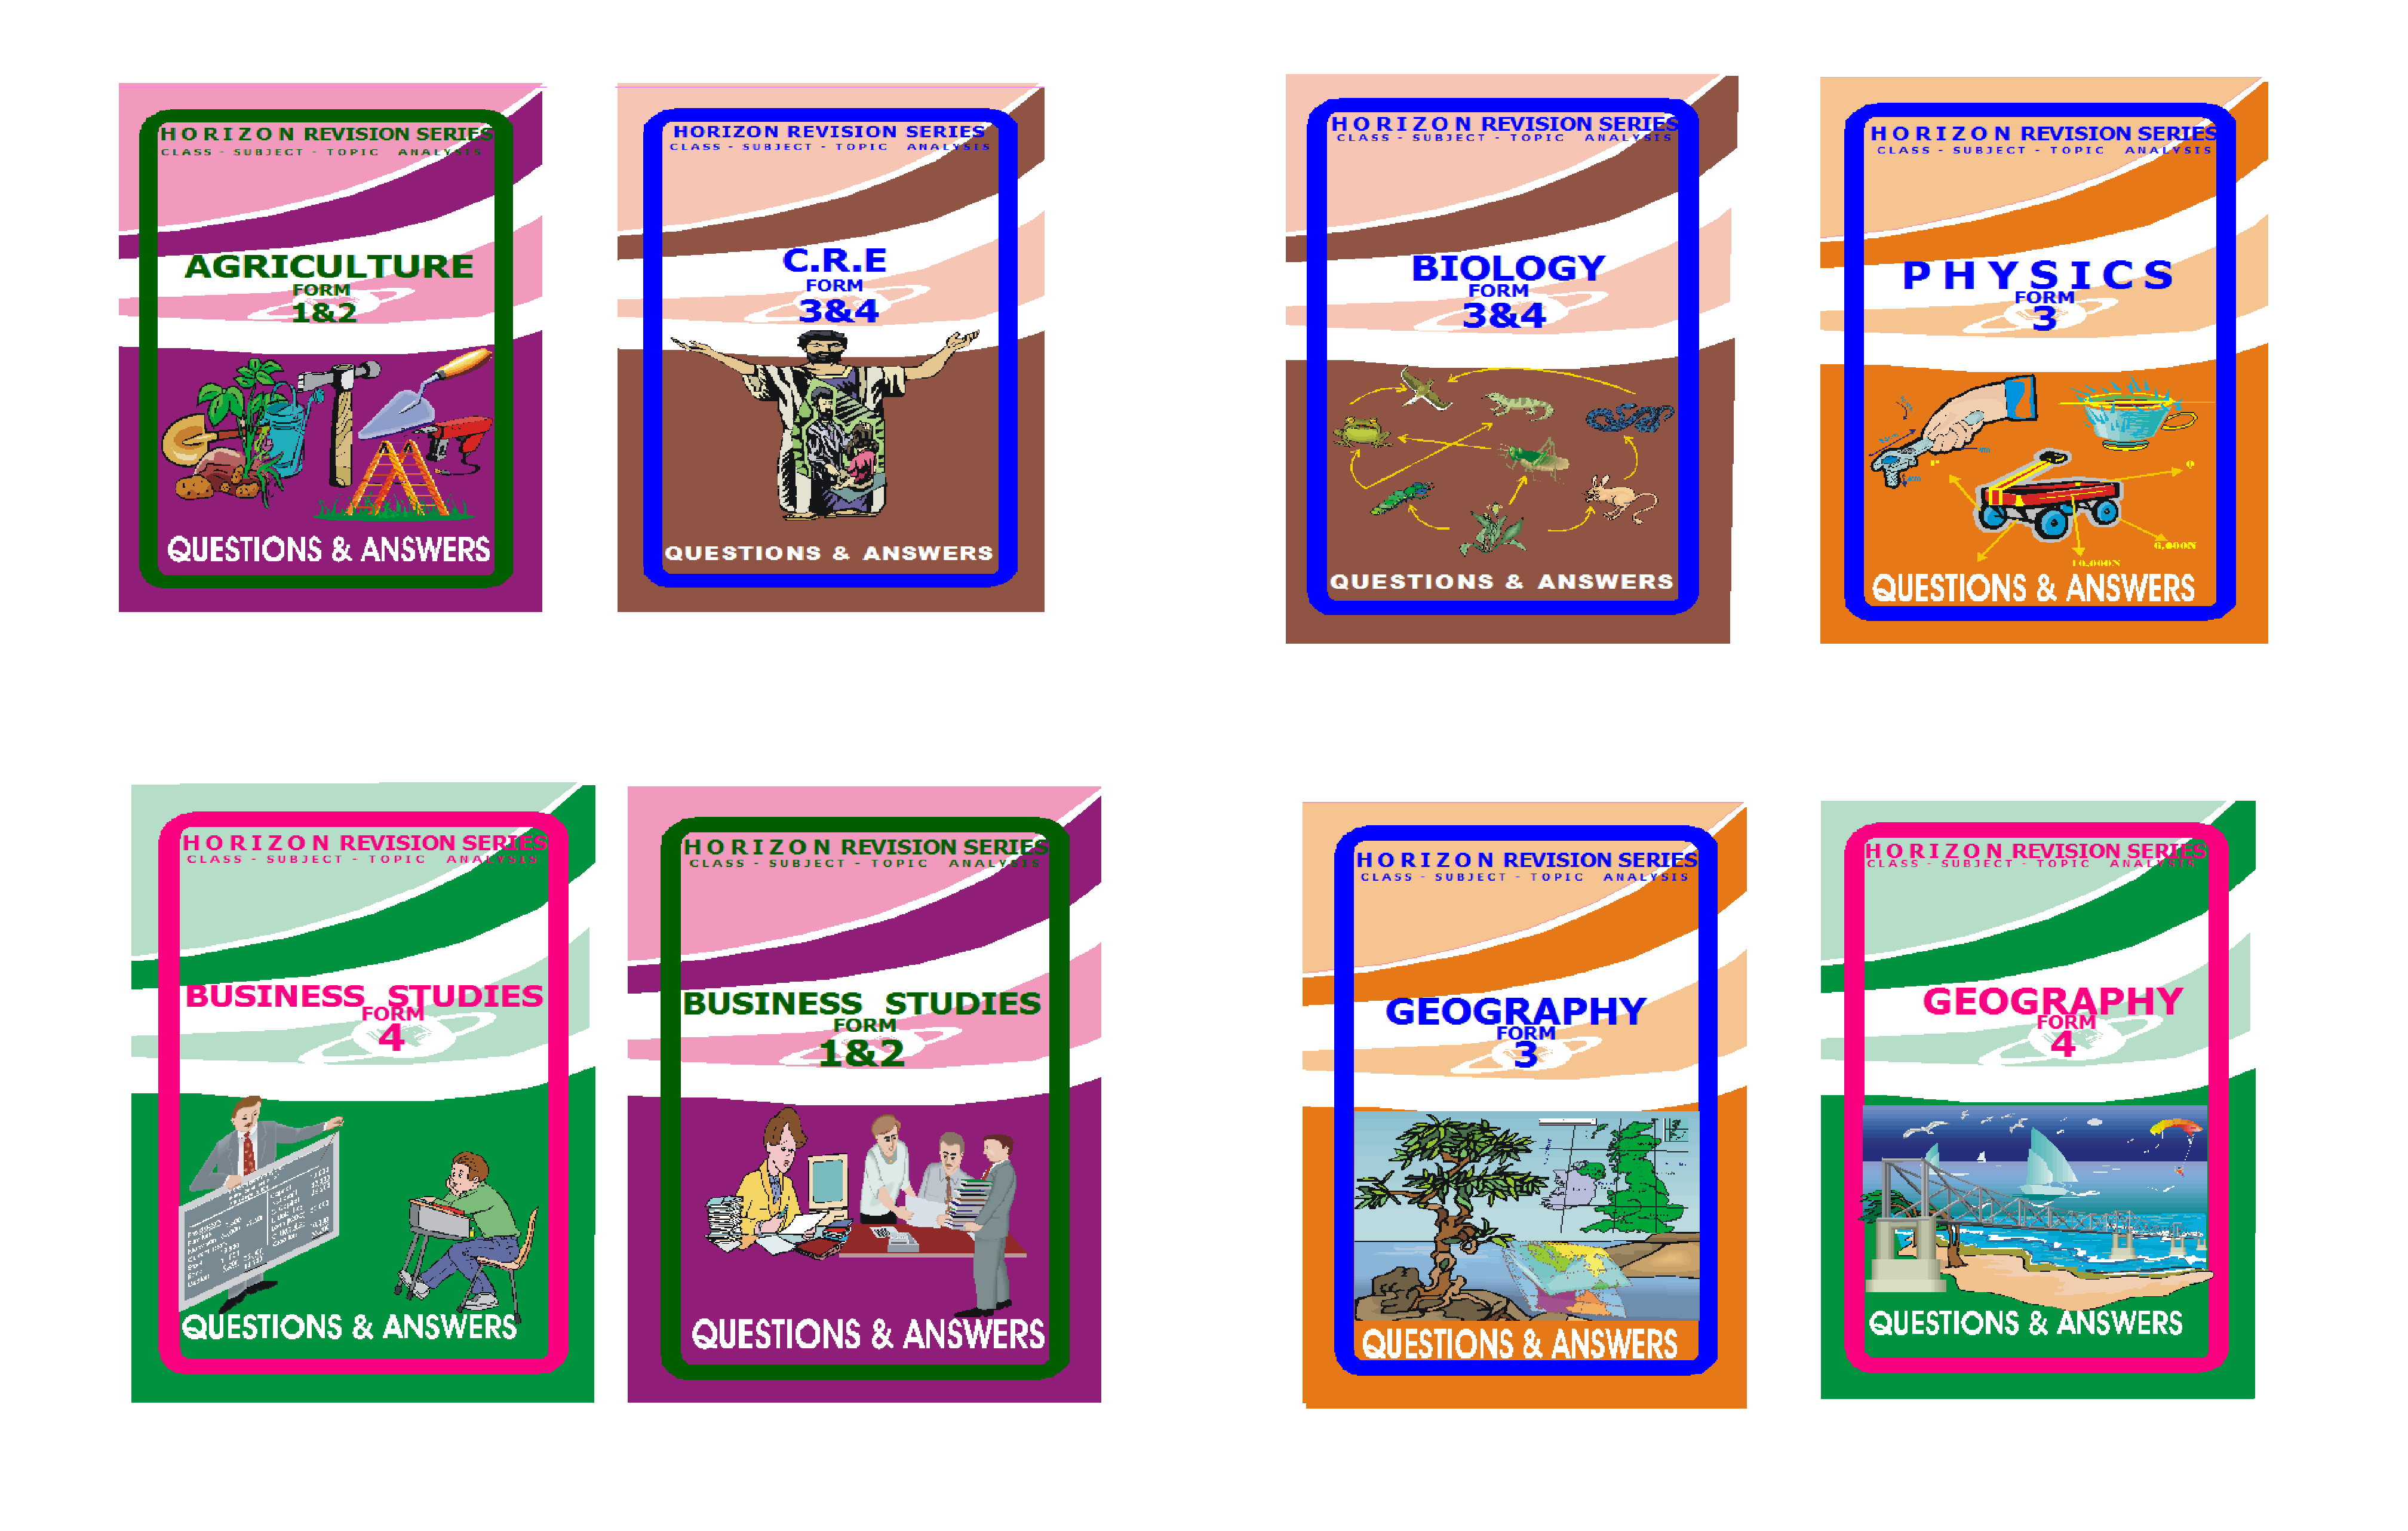 HORIZON REVISION SERIES
CLASS - SUBJECT - TOPIC ANALYSIS
AGRICULTURE
FORM
1&2
QUESTIONS & ANSWERS
HORIZON REVISION SERIES
CLASS - SUBJECT - TOPIC ANALYSIS
C.R.E
FORM
3&4
QUESTIONS & ANSWERS
HORIZON REVISION SERIES
CLASS - SUBJECT - TOPIC ANALYSIS
BIOLOGY
FORM
3&4
QUESTIONS & ANSWERS
HORIZON REVISION SERIES
CLASS - SUBJECT - TOPIC ANALYSIS
PHYSICS
FORM
3
P
Q
6,000N
10,000N
QUESTIONS & ANSWERS
HORIZON REVISION SERIES
CLASS - SUBJECT - TOPIC ANALYSIS
BUSINESS STUDIES
FORM
4
QUESTIONS & ANSWERS
HORIZON REVISION SERIES
CLASS - SUBJECT - TOPIC ANALYSIS
BUSINESS STUDIES
FORM
1&2
QUESTIONS & ANSWERS
HORIZON REVISION SERIES
CLASS - SUBJECT - TOPIC ANALYSIS
GEOGRAPHY
FORM
3
QUESTIONS & ANSWERS
HORIZON REVISION SERIES
CLASS - SUBJECT - TOPIC ANALYSIS
GEOGRAPHY
FORM
4
QUESTIONS & ANSWERS